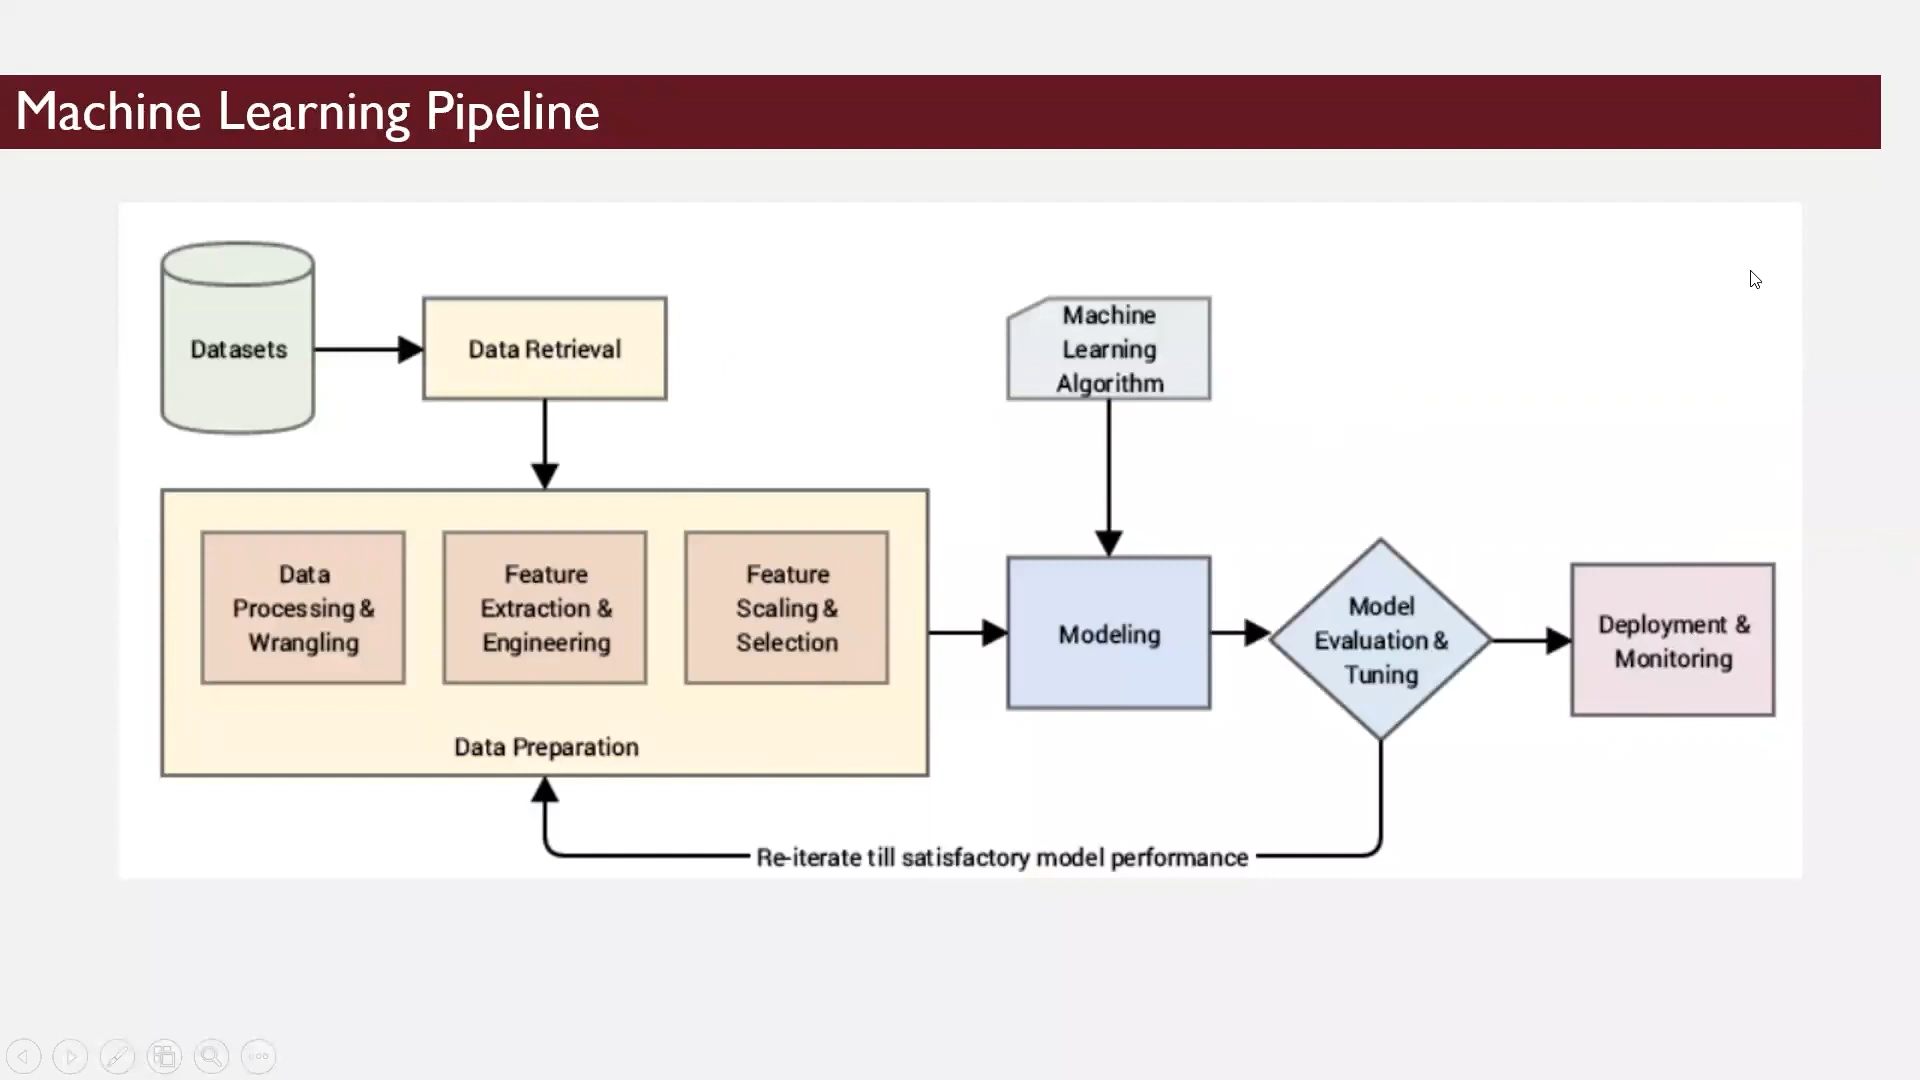 Machine Learning Pipeline
Datasets
Data Retrieval
Machine
Learning
Algorithm
Data
Processing &
Wrangling
Feature
Extraction &
Engineering
Feature
Scaling &
Selection
Data Preparation
Modeling
Model
Evaluation &
Tuning
Deployment &
Monitoring
Re-iterate till satisfactory model performance